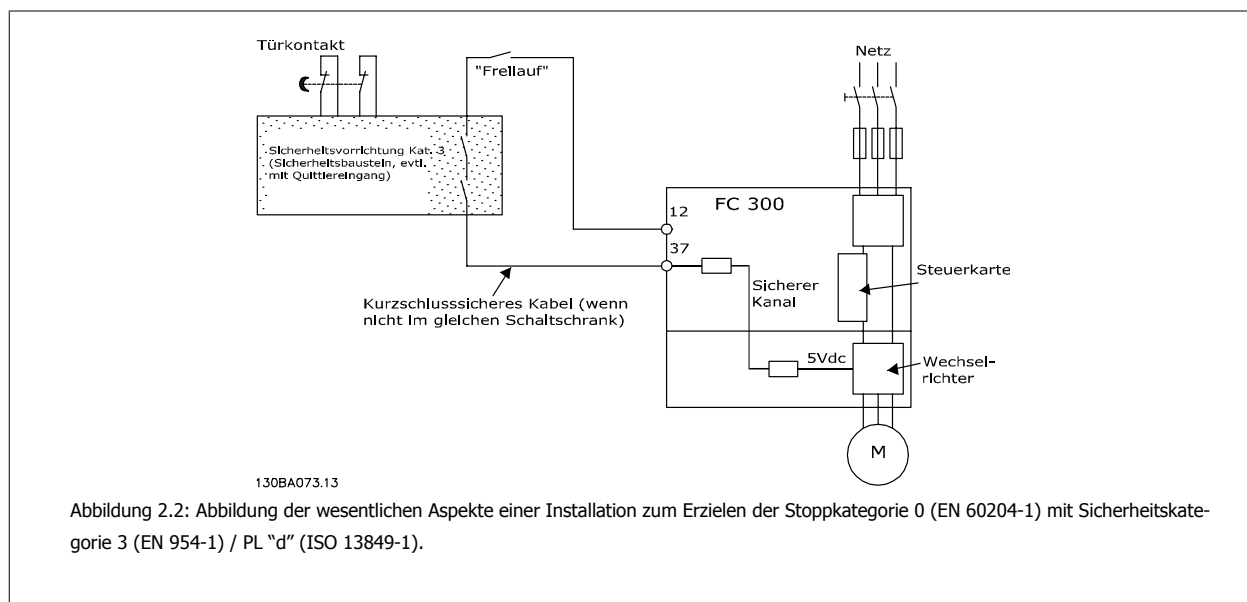 Türkontakt
"Freilauf"
Netz
Sicherheitsvorrichtung Kat. 3
(Sicherheitsbaustein, evtl.
mit Quittiereingang)
12
FC 300
37
Sicherer
Kanal
Steuerkarte
Kurzschlusssicheres Kabel (wenn
nicht im gleichen Schaltschrank)
5Vdc
Wechsel-
richter
M
130BA073.13
Abbildung 2.2: Abbildung der wesentlichen Aspekte einer Installation zum Erzielen der Stoppkategorie 0 (EN 60204-1) mit Sicherheitskate-
gorie 3 (EN 954-1) / PL “d” (ISO 13849-1).